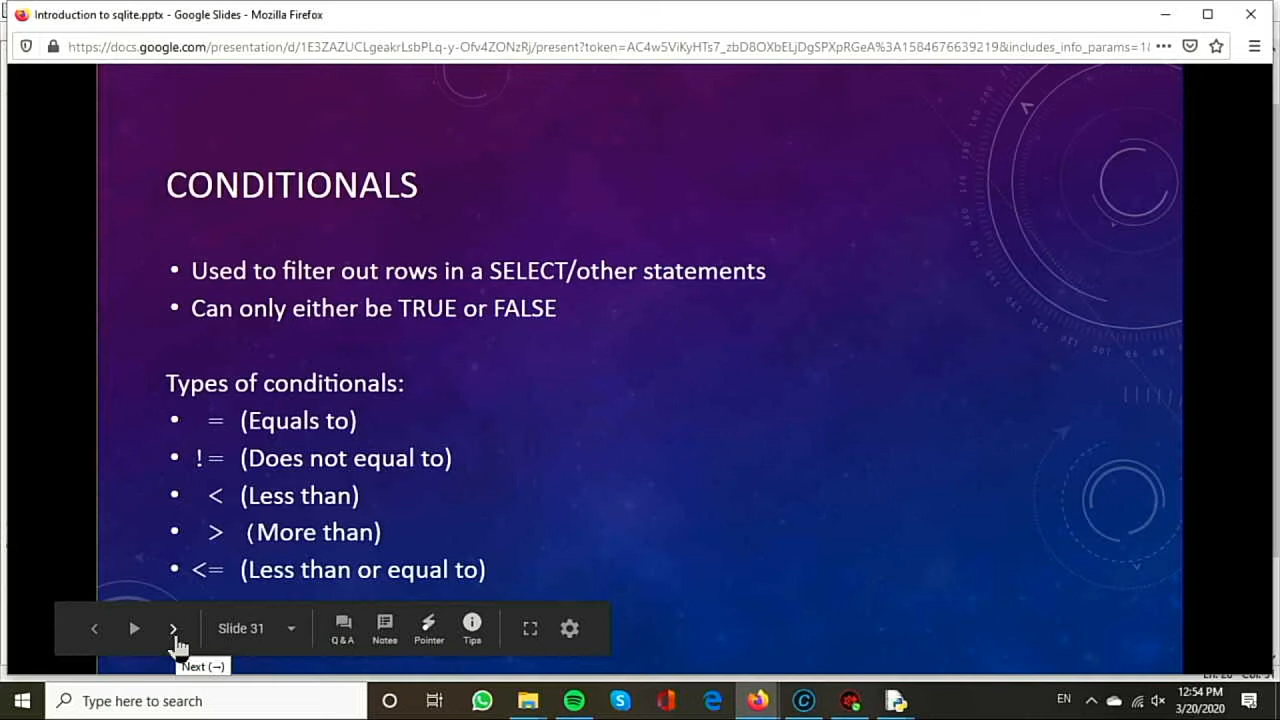 Introduction to sqlite.pptx - Google Slides - Mozilla Firefox
https://docs.google.com/presentation/d/1E3ZAZUCLgeakrLsbPLq-y-Ofv4ZONzRj/present?token=AC4w5ViKyHTs7_zbD8OXbELjDgSPXpRGeA%3A1584676639219&includes_info_params=1&
CONDITIONALS
• Used to filter out rows in a SELECT/other statements
• Can only either be TRUE or FALSE
Types of conditionals:
• = (Equals to)
• != (Does not equal to)
• < (Less than)
• > (More than)
• <= (Less than or equal to)
Slide 31
Q & A
Notes
Pointer
Tips
Next (→)
Type here to search
EN
12:54 PM
3/20/2020